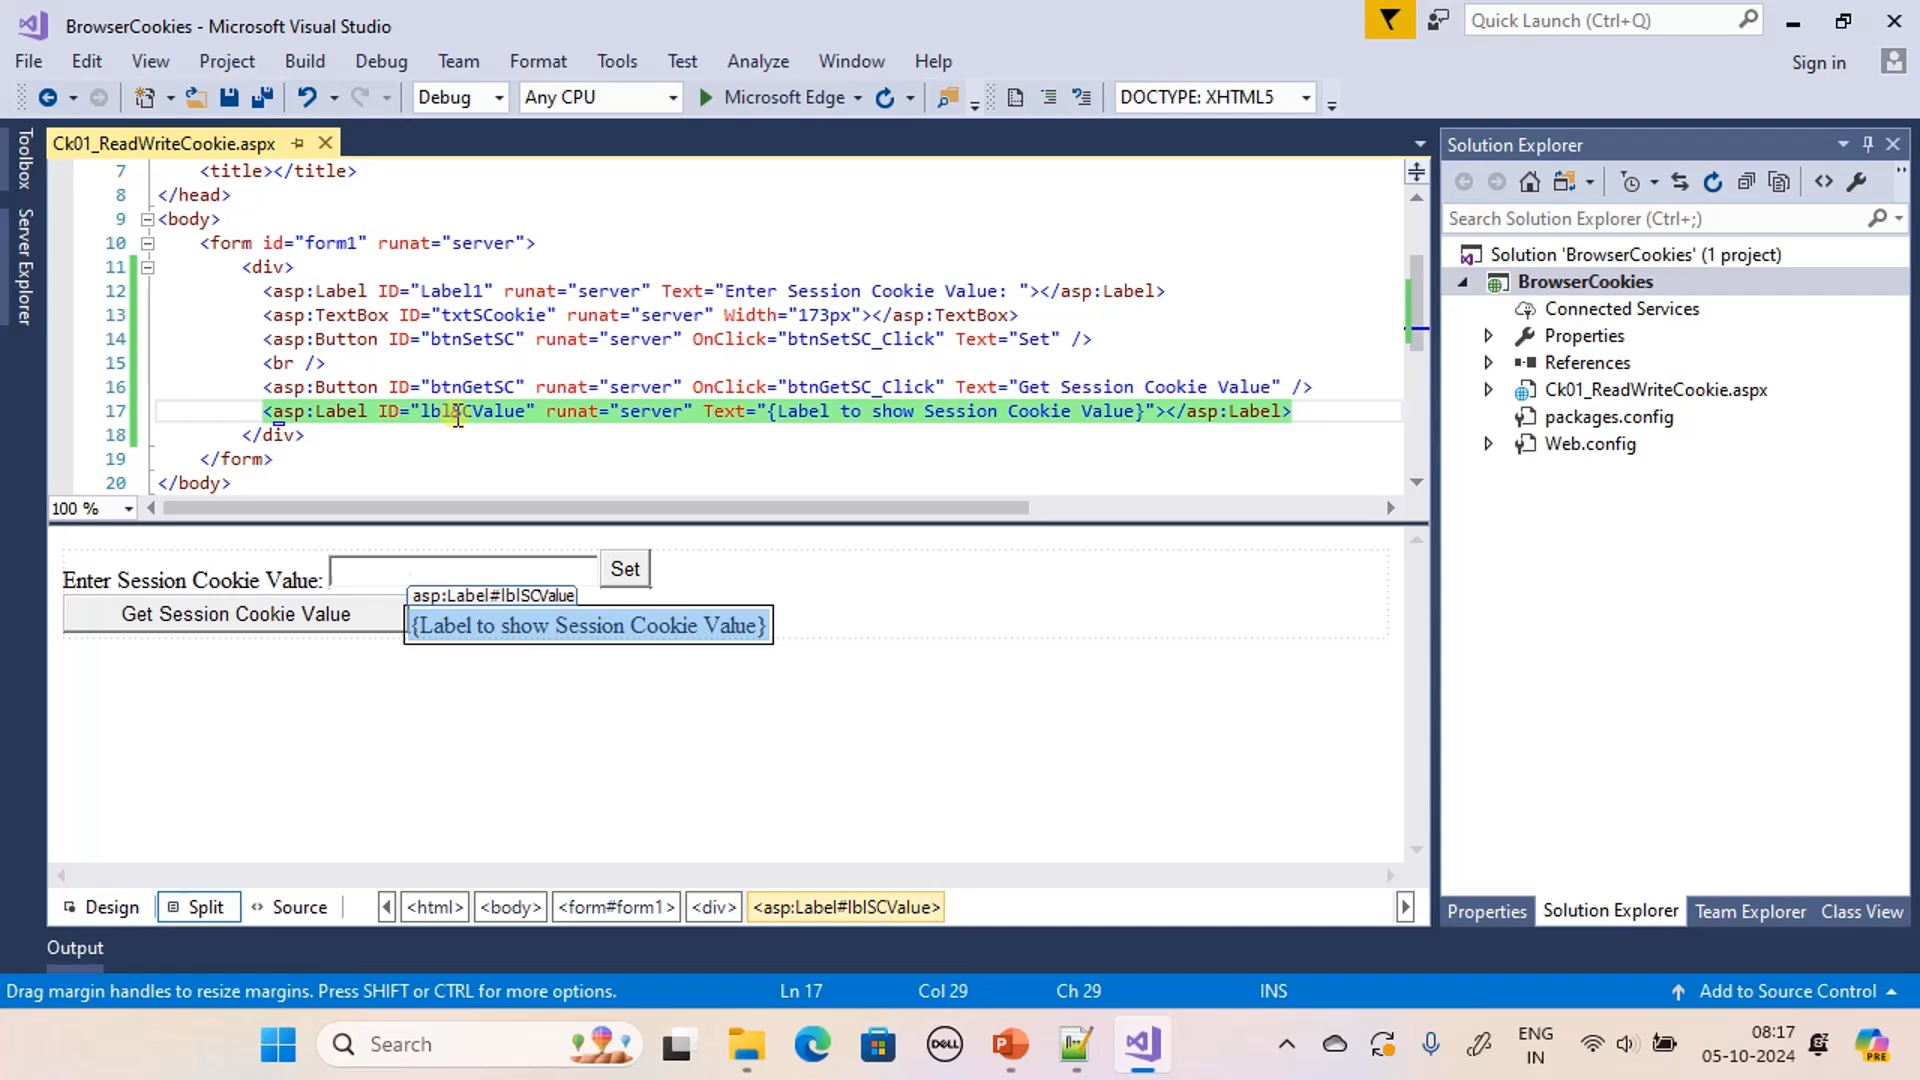 BrowserCookies - Microsoft Visual Studio
Quick Launch (Ctrl+Q)
File Edit View Project Build Debug Team Format Tools Test Analyze Window Help
Sign in
Debug Any CPU Microsoft Edge DOCTYPE: XHTML5
Toolbox
Server Explorer
Ck01_ReadWriteCookie.aspx
7 <title></title>
8 </head>
9 <body>
10 <form id="form1" runat="server">
11 <div>
12 <asp:Label ID="Label1" runat="server" Text="Enter Session Cookie Value: "></asp:Label>
13 <asp:TextBox ID="txtSCookie" runat="server" Width="173px"></asp:TextBox>
14 <asp:Button ID="btnSetSC" runat="server" OnClick="btnSetSC_Click" Text="Set" />
15 <br />
16 <asp:Button ID="btnGetSC" runat="server" OnClick="btnGetSC_Click" Text="Get Session Cookie Value" />
17 <asp:Label ID="lblSCValue" runat="server" Text="{Label to show Session Cookie Value}"></asp:Label>
18 </div>
19 </form>
20 </body>
100 %
Enter Session Cookie Value: Set
asp:Label#lblSCValue
Get Session Cookie Value {Label to show Session Cookie Value}
Design Split Source <html> <body> <form#form1> <div> <asp:Label#lblSCValue>
Output
Solution Explorer
Search Solution Explorer (Ctrl+;)
Solution 'BrowserCookies' (1 project)
BrowserCookies
Connected Services
Properties
References
Ck01_ReadWriteCookie.aspx
packages.config
Web.config
Properties Solution Explorer Team Explorer Class View
Drag margin handles to resize margins. Press SHIFT or CTRL for more options. Ln 17 Col 29 Ch 29 INS Add to Source Control
Search
DELL
ENG
IN
08:17
05-10-2024
PRE